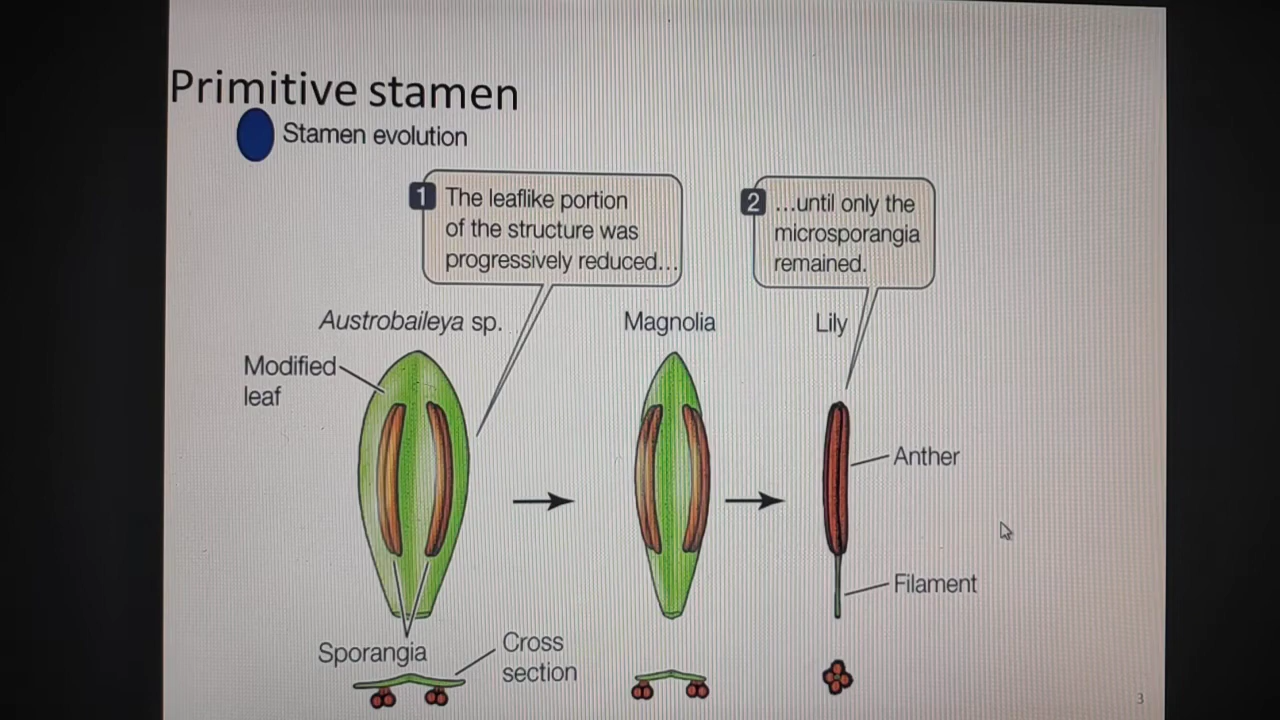 Primitive stamen
Stamen evolution
1 The leaflike portion
of the structure was
progressively reduced...
2 ...until only the
microsporangia
remained.
Austrobaileya sp.
Magnolia
Lily
Modified
leaf
Anther
Filament
Sporangia
Cross
section
3